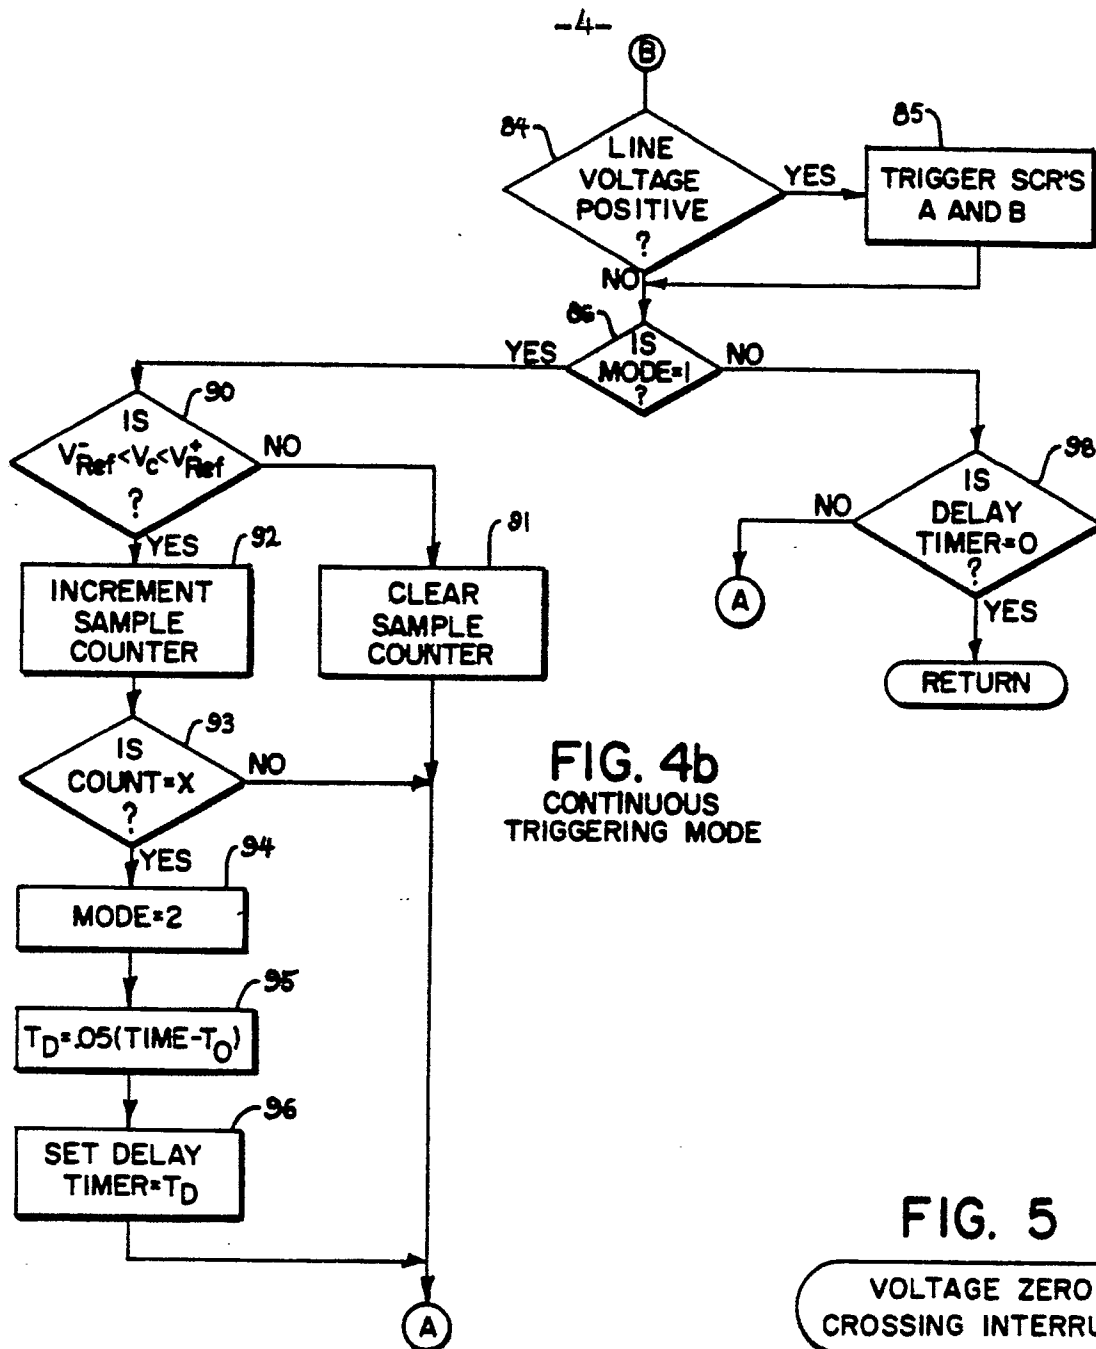 -4-
B
84
LINE
VOLTAGE
POSITIVE
?
YES
85
TRIGGER SCR'S
A AND B
NO
86
IS
MODE=1
?
YES
NO
90
IS
V⁻Ref<Vc<V⁺Ref
?
NO
YES
92
INCREMENT
SAMPLE
COUNTER
91
CLEAR
SAMPLE
COUNTER
98
IS
DELAY
TIMER=0
?
NO
A
YES
RETURN
93
IS
COUNT=X
?
NO
YES
94
MODE=2
95
TD=.05(TIME-TO)
96
SET DELAY
TIMER=TD
A
FIG. 4b
CONTINUOUS
TRIGGERING MODE
FIG. 5
VOLTAGE ZERO
CROSSING INTERRU